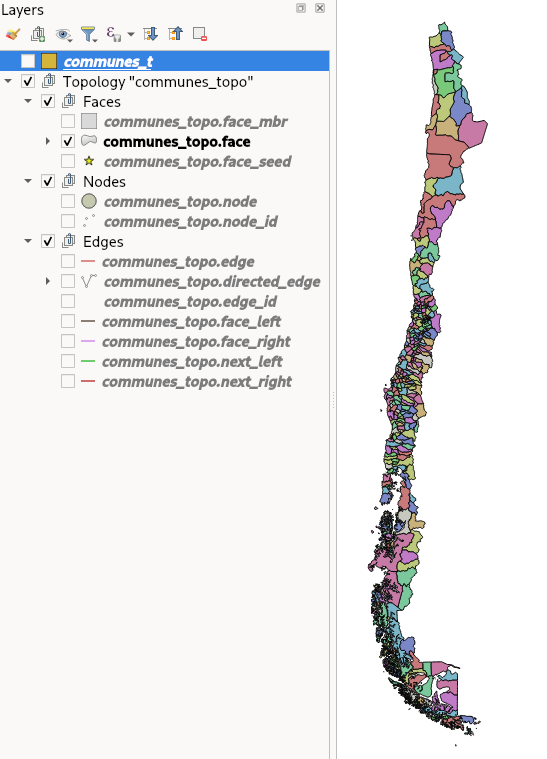 Layers
communes_t
Topology "communes_topo"
Faces
communes_topo.face_mbr
communes_topo.face
communes_topo.face_seed
Nodes
communes_topo.node
communes_topo.node_id
Edges
communes_topo.edge
communes_topo.directed_edge
communes_topo.edge_id
communes_topo.face_left
communes_topo.face_right
communes_topo.next_left
communes_topo.next_right